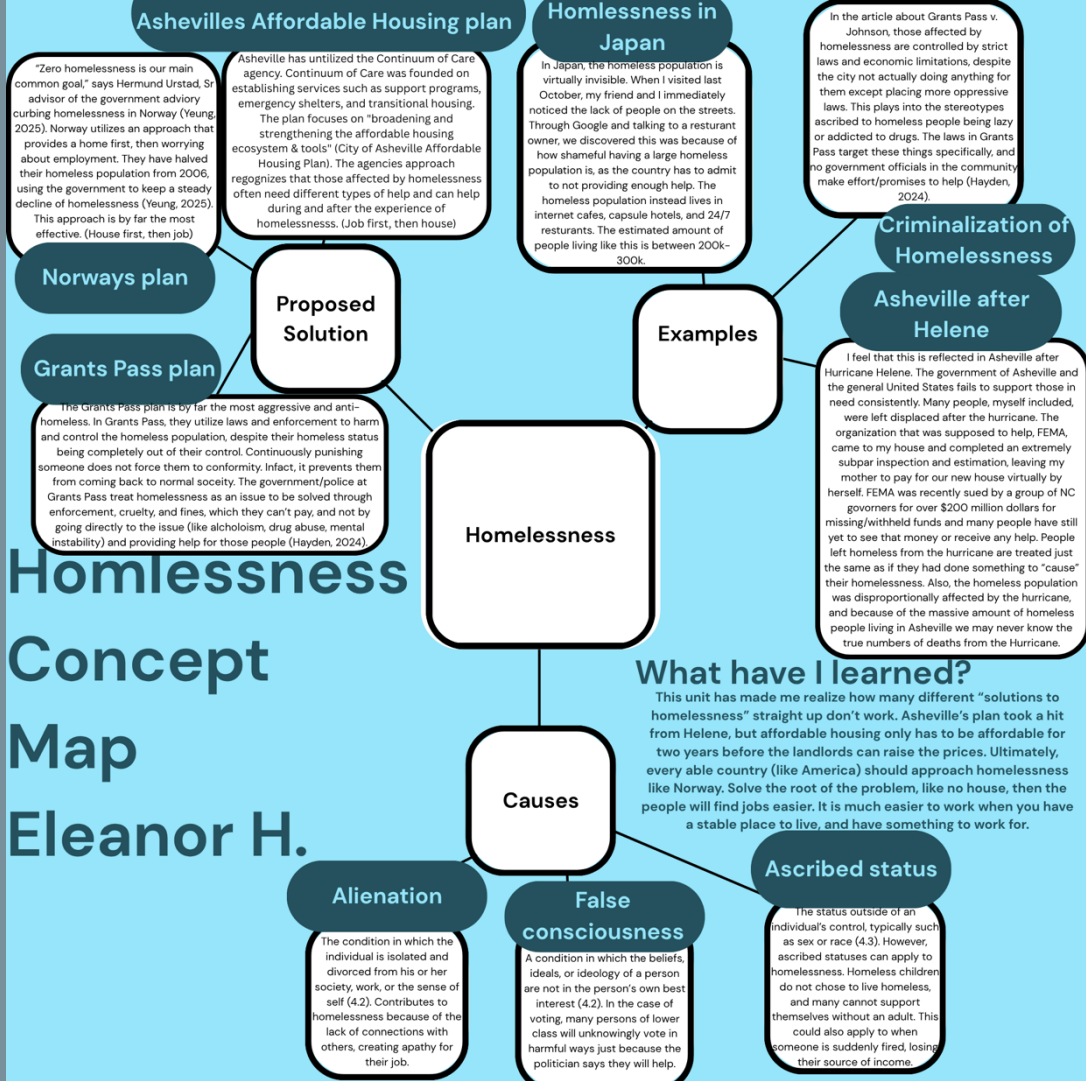 Ashevilles Affordable Housing plan
"Zero homelessness is our main
common goal," says Hermund Urstad, Sr
advisor of the government adviory
curbing homelessness in Norway (Yeung,
2025). Norway utilizes an approach that
provides a home first, then worrying
about employment. They have halved
their homeless population from 2006,
using the government to keep a steady
decline of homelessness (Yeung, 2025).
This approach is by far the most
effective. (House first, then job)
Norways plan
Asheville has untilized the Continuum of Care
agency. Continuum of Care was founded on
establishing services such as support programs,
emergency shelters, and transitional housing.
The plan focuses on "broadening and
strengthening the affordable housing
ecosystem & tools" (City of Asheville Affordable
Housing Plan). The agencies approach
regognizes that those affected by homelessness
often need different types of help and can help
during and after the experience of
homelessnesss. (Job first, then house)
Proposed
Solution
Grants Pass plan
The Grants Pass plan is by far the most aggressive and anti-
homeless. In Grants Pass, they utilize laws and enforcement to harm
and control the homeless population, despite their homeless status
being completely out of their control. Continuously punishing
someone does not force them to conformity. Infact, it prevents them
from coming back to normal soceity. The government/police at
Grants Pass treat homelessness as an issue to be solved through
enforcement, cruelty, and fines, which they can't pay, and not by
going directly to the issue (like alcholoism, drug abuse, mental
instability) and providing help for those people (Hayden, 2024).
Homlessness in
Japan
In Japan, the homeless population is
virtually invisible. When I visited last
October, my friend and I immediately
noticed the lack of people on the streets.
Through Google and talking to a resturant
owner, we discovered this was because of
how shameful having a large homeless
population is, as the country has to admit
to not providing enough help. The
homeless population instead lives in
internet cafes, capsule hotels, and 24/7
resturants. The estimated amount of
people living like this is between 200k-
300k.
In the article about Grants Pass v.
Johnson, those affected by
homelessness are controlled by strict
laws and economic limitations, despite
the city not actually doing anything for
them except placing more oppressive
laws. This plays into the stereotypes
ascribed to homeless people being lazy
or addicted to drugs. The laws in Grants
Pass target these things specifically, and
no government officials in the community
make effort/promises to help (Hayden,
2024).
Criminalization of
Homelessness
Examples
Asheville after
Helene
I feel that this is reflected in Asheville after
Hurricane Helene. The government of Asheville and
the general United States fails to support those in
need consistently. Many people, myself included,
were left displaced after the hurricane. The
organization that was supposed to help, FEMA,
came to my house and completed an extremely
subpar inspection and estimation, leaving my
mother to pay for our new house virtually by
herself. FEMA was recently sued by a group of NC
governers for over $200 million dollars for
missing/withheld funds and many people have still
yet to see that money or receive any help. People
left homeless from the hurricane are treated just
the same as if they had done something to "cause"
their homelessness. Also, the homeless population
was disproportionally affected by the hurricane,
and because of the massive amount of homeless
people living in Asheville we may never know the
true numbers of deaths from the Hurricane.
Homelessness
Homlessness
Concept
Map
Eleanor H.
What have I learned?
This unit has made me realize how many different "solutions to
homelessness" straight up don't work. Asheville's plan took a hit
from Helene, but affordable housing only has to be affordable for
two years before the landlords can raise the prices. Ultimately,
every able country (like America) should approach homelessness
like Norway. Solve the root of the problem, like no house, then the
people will find jobs easier. It is much easier to work when you have
a stable place to live, and have something to work for.
Causes
Alienation
The condition in which the
individual is isolated and
divorced from his or her
society, work, or the sense of
self (4.2). Contributes to
homelessness because of the
lack of connections with
others, creating apathy for
their job.
False
consciousness
A condition in which the beliefs,
ideals, or ideology of a person
are not in the person's own best
interest (4.2). In the case of
voting, many persons of lower
class will unknowingly vote in
harmful ways just because the
politician says they will help.
Ascribed status
The status outside of an
individual's control, typically such
as sex or race (4.3). However,
ascribed statuses can apply to
homelessness. Homeless children
do not chose to live homeless,
and many cannot support
themselves without an adult. This
could also apply to when
someone is suddenly fired, losing
their source of income.